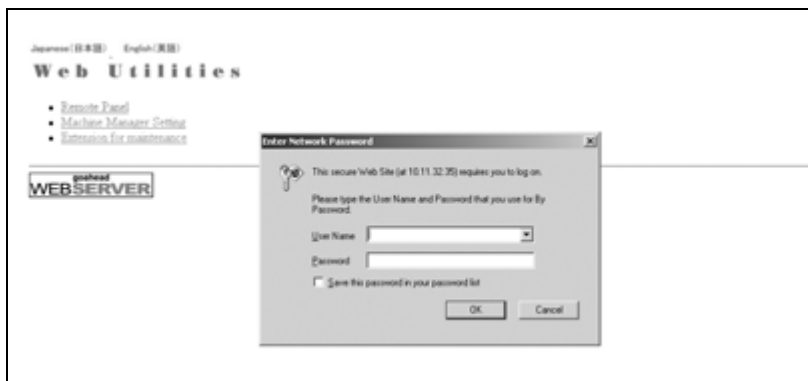 Japanese(日本語) English(英語)
Web Utilities
Remote Panel
Machine Manager Setting
Extension for maintenance
goahead
WEBSERVER
Enter Network Password
This secure Web Site (at 10.11.32.35) requires you to log on.
Please type the User Name and Password that you use for By
Password.
User Name
Password
Save this password in your password list
OK Cancel